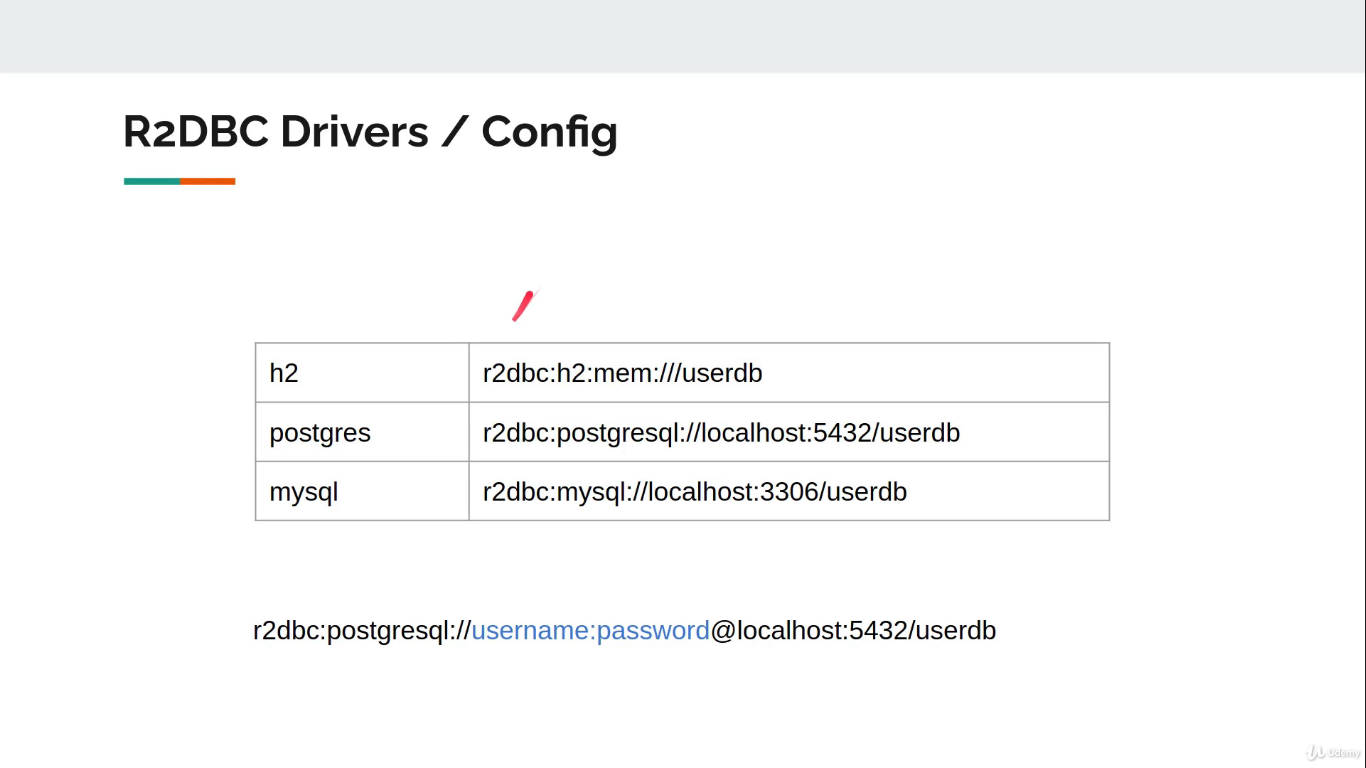 R2DBC Drivers / Config
h2 r2dbc:h2:mem:///userdb
postgres r2dbc:postgresql://localhost:5432/userdb
mysql r2dbc:mysql://localhost:3306/userdb
r2dbc:postgresql://username:password@localhost:5432/userdb
Udemy